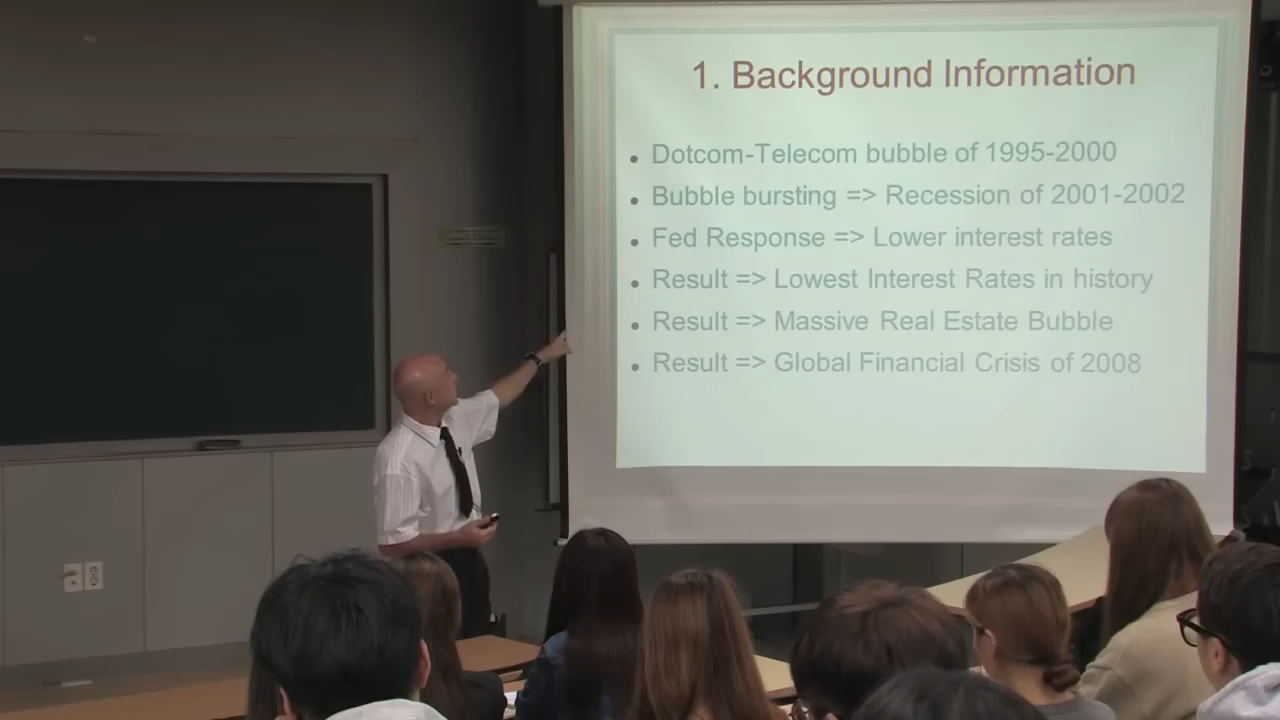 1. Background Information
• Dotcom-Telecom bubble of 1995-2000
• Bubble bursting => Recession of 2001-2002
• Fed Response => Lower interest rates
• Result => Lowest Interest Rates in history
• Result => Massive Real Estate Bubble
• Result => Global Financial Crisis of 2008